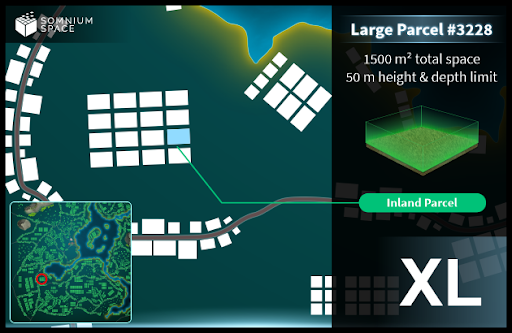 SOMNIUM
SPACE
Large Parcel #3228
1500 m² total space
50 m height & depth limit
Inland Parcel
XL